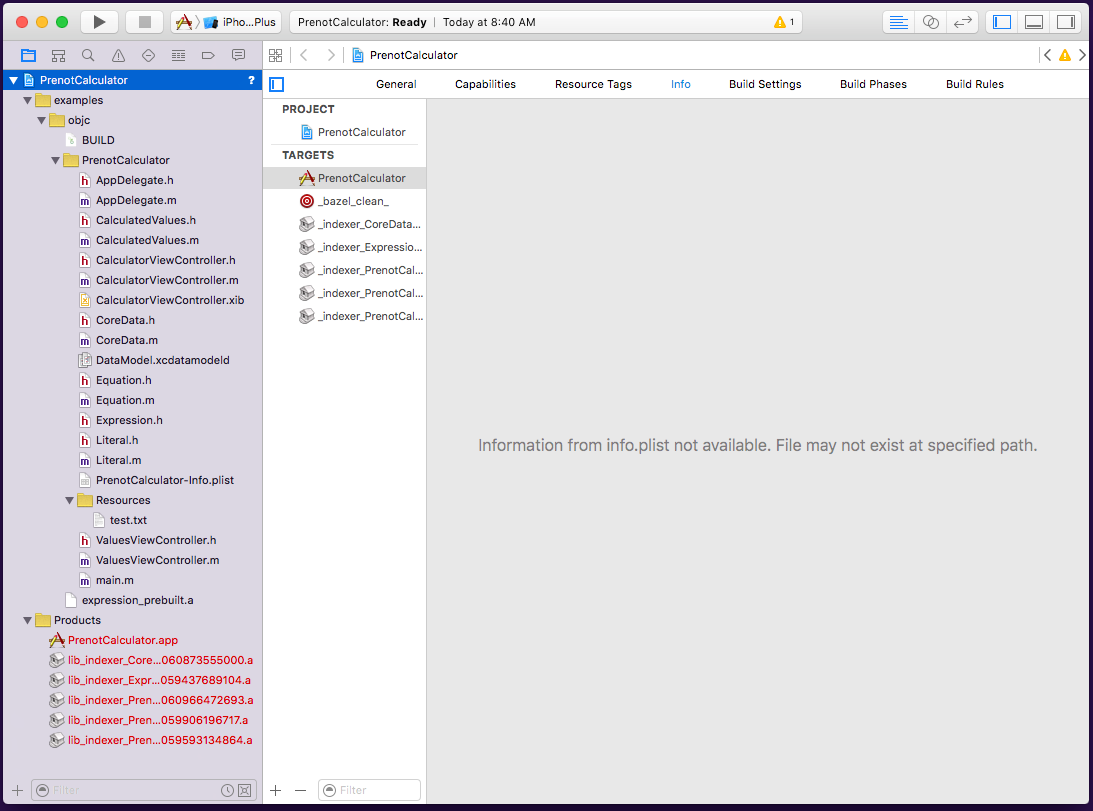 iPho...Plus
PrenotCalculator: Ready | Today at 8:40 AM
1
PrenotCalculator
PrenotCalculator ?
General Capabilities Resource Tags Info Build Settings Build Phases Build Rules
examples
objc
BUILD
PrenotCalculator
AppDelegate.h
AppDelegate.m
CalculatedValues.h
CalculatedValues.m
CalculatorViewController.h
CalculatorViewController.m
CalculatorViewController.xib
CoreData.h
CoreData.m
DataModel.xcdatamodeld
Equation.h
Equation.m
Expression.h
Literal.h
Literal.m
PrenotCalculator-Info.plist
Resources
test.txt
ValuesViewController.h
ValuesViewController.m
main.m
expression_prebuilt.a
Products
PrenotCalculator.app
lib_indexer_Core...060873555000.a
lib_indexer_Expr...059437689104.a
lib_indexer_Pren...060966472693.a
lib_indexer_Pren...059906196717.a
lib_indexer_Pren...059593134864.a
Filter
PROJECT
PrenotCalculator
TARGETS
PrenotCalculator
_bazel_clean_
_indexer_CoreData...
_indexer_Expressio...
_indexer_PrenotCal...
_indexer_PrenotCal...
_indexer_PrenotCal...
Filter
Information from info.plist not available. File may not exist at specified path.